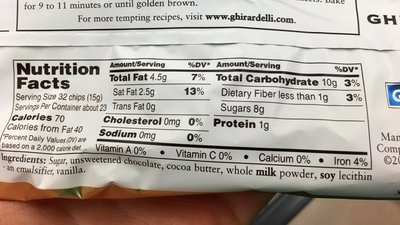 for 9 to 11 minutes or until golden brown.
For more tempting recipes, visit www.ghirardelli.com.
GH
Nutrition
Facts
Serving Size 32 chips (15g)
Servings Per Container about 23
Calories 70
Calories from Fat 40
*Percent Daily Values (DV) are
based on a 2,000 calorie diet.
Amount/Serving %DV*
Total Fat 4.5g 7%
Sat Fat 2.5g 13%
Trans Fat 0g
Cholesterol 0mg 0%
Sodium 0mg 0%
Amount/Serving %DV*
Total Carbohydrate 10g 3%
Dietary Fiber less than 1g 3%
Sugars 8g
Protein 1g
Vitamin A 0% • Vitamin C 0% • Calcium 0% • Iron 4%
Ingredients: Sugar, unsweetened chocolate, cocoa butter, whole milk powder, soy lecithin
- an emulsifier, vanilla.
Man
Comp
©20